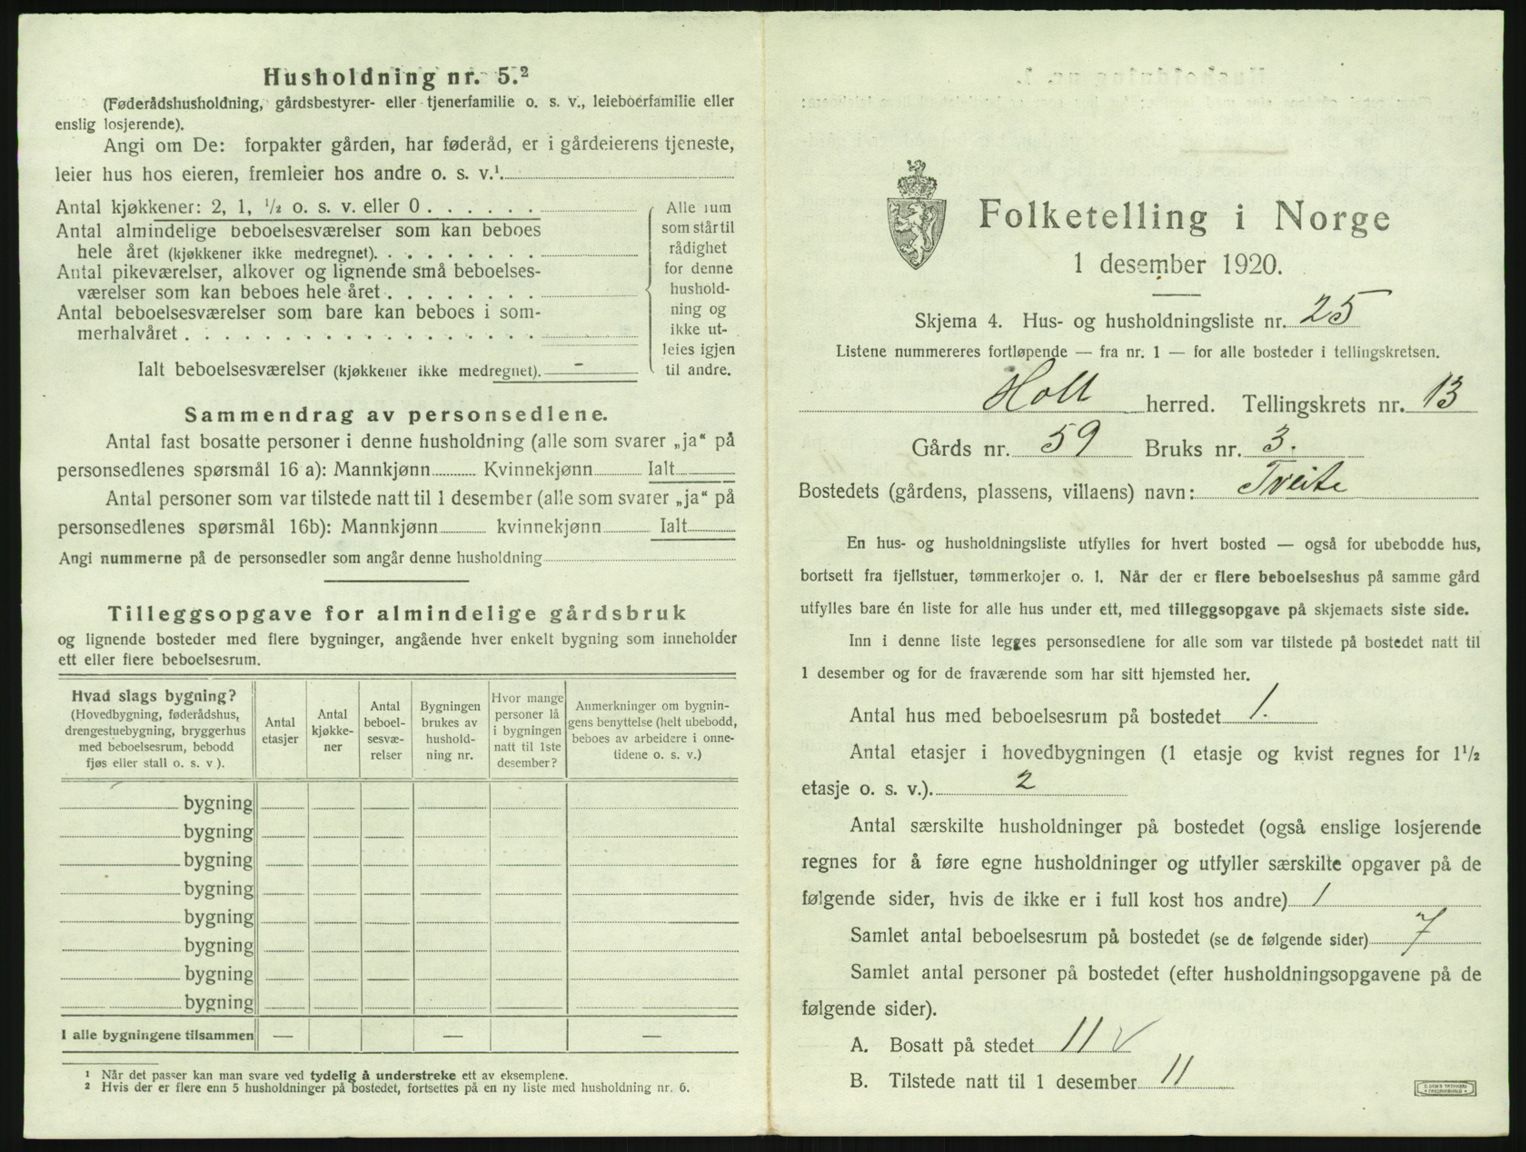 Husholdning nr. 5.²
(Føderådshusholdning, gårdsbestyrer- eller tjenerfamilie o. s. v., leieboerfamilie eller
enslig losjerende).
Angi om De: forpakter gården, har føderåd, er i gårdeierens tjeneste,
leier hus hos eieren, fremleier hos andre o. s. v.¹
Antal kjøkkener: 2, 1, ½ o. s. v. eller 0 . . . . . .
Antal almindelige beboelsesværelser som kan beboes
hele året (kjøkkener ikke medregnet). . . . . . . . .
Antal pikeværelser, alkover og lignende små beboelses-
værelser som kan beboes hele året . . . . . . . .
Antal beboelsesværelser som bare kan beboes i som-
merhalvåret . . . . . . . . . . . . . . . . . .
Ialt beboelsesværelser (kjøkkener ikke medregnet). -
Alle rum
som står til
rådighet
for denne
hushold-
ning og
ikke ut-
leies igjen
til andre.
Sammendrag av personsedlene.
Antal fast bosatte personer i denne husholdning (alle som svarer „ja“ på
personsedlenes spørsmål 16 a): Mannkjønn Kvinnekjønn Ialt
Antal personer som var tilstede natt til 1 desember (alle som svarer „ja“ på
personsedlenes spørsmål 16b): Mannkjønn kvinnekjønn Ialt
Angi nummerne på de personsedler som angår denne husholdning
Tilleggsopgave for almindelige gårdsbruk
og lignende bosteder med flere bygninger, angående hver enkelt bygning som inneholder
ett eller flere beboelsesrum.
Hvad slags bygning?
(Hovedbygning, føderådshus,
drengestuebygning, bryggerhus
med beboelsesrum, bebodd
fjøs eller stall o. s. v ).
Antal
etasjer
Antal
kjøkke-
ner
Antal
beboel-
sesvæ-
relser
Bygningen
brukes av
hushold-
ning nr.
Hvor mange
personer lå
i bygningen
natt til 1ste
desember?
Anmerkninger om bygnin-
gens benyttelse (helt ubebodd,
beboes av arbeidere i onne-
tidene o. s. v.)
bygning
bygning
bygning
bygning
bygning
bygning
bygning
bygning
I alle bygningene tilsammen — — —
¹ Når det passer kan man svare ved tydelig å understreke ett av eksemplene.
² Hvis der er flere enn 5 husholdninger på bostedet, fortsettes på en ny liste med husholdning nr. 6.
Folketelling i Norge
1 desember 1920.
Skjema 4. Hus- og husholdningsliste nr. 25
Listene nummereres fortløpende — fra nr. 1 — for alle bosteder i tellingskretsen.
Holt herred. Tellingskrets nr. 13
Gårds nr. 59 Bruks nr. 3.
Bostedets (gårdens, plassens, villaens) navn: Tveite
En hus- og husholdningsliste utfylles for hvert bosted — også for ubebodde hus,
bortsett fra fjellstuer, tømmerkojer o. l. Når der er flere beboelseshus på samme gård
utfylles bare én liste for alle hus under ett, med tilleggsopgave på skjemaets siste side.
Inn i denne liste legges personsedlene for alle som var tilstede på bostedet natt til
1 desember og for de fraværende som har sitt hjemsted her.
Antal hus med beboelsesrum på bostedet 1.
Antal etasjer i hovedbygningen (1 etasje og kvist regnes for 1½
etasje o. s. v.). 2
Antal særskilte husholdninger på bostedet (også enslige losjerende
regnes for å føre egne husholdninger og utfyller særskilte opgaver på de
følgende sider, hvis de ikke er i full kost hos andre) 1
Samlet antal beboelsesrum på bostedet (se de følgende sider) 7
Samlet antal personer på bostedet (efter husholdningsopgavene på de
følgende sider).
A. Bosatt på stedet 11 ✓
B. Tilstede natt til 1 desember 11